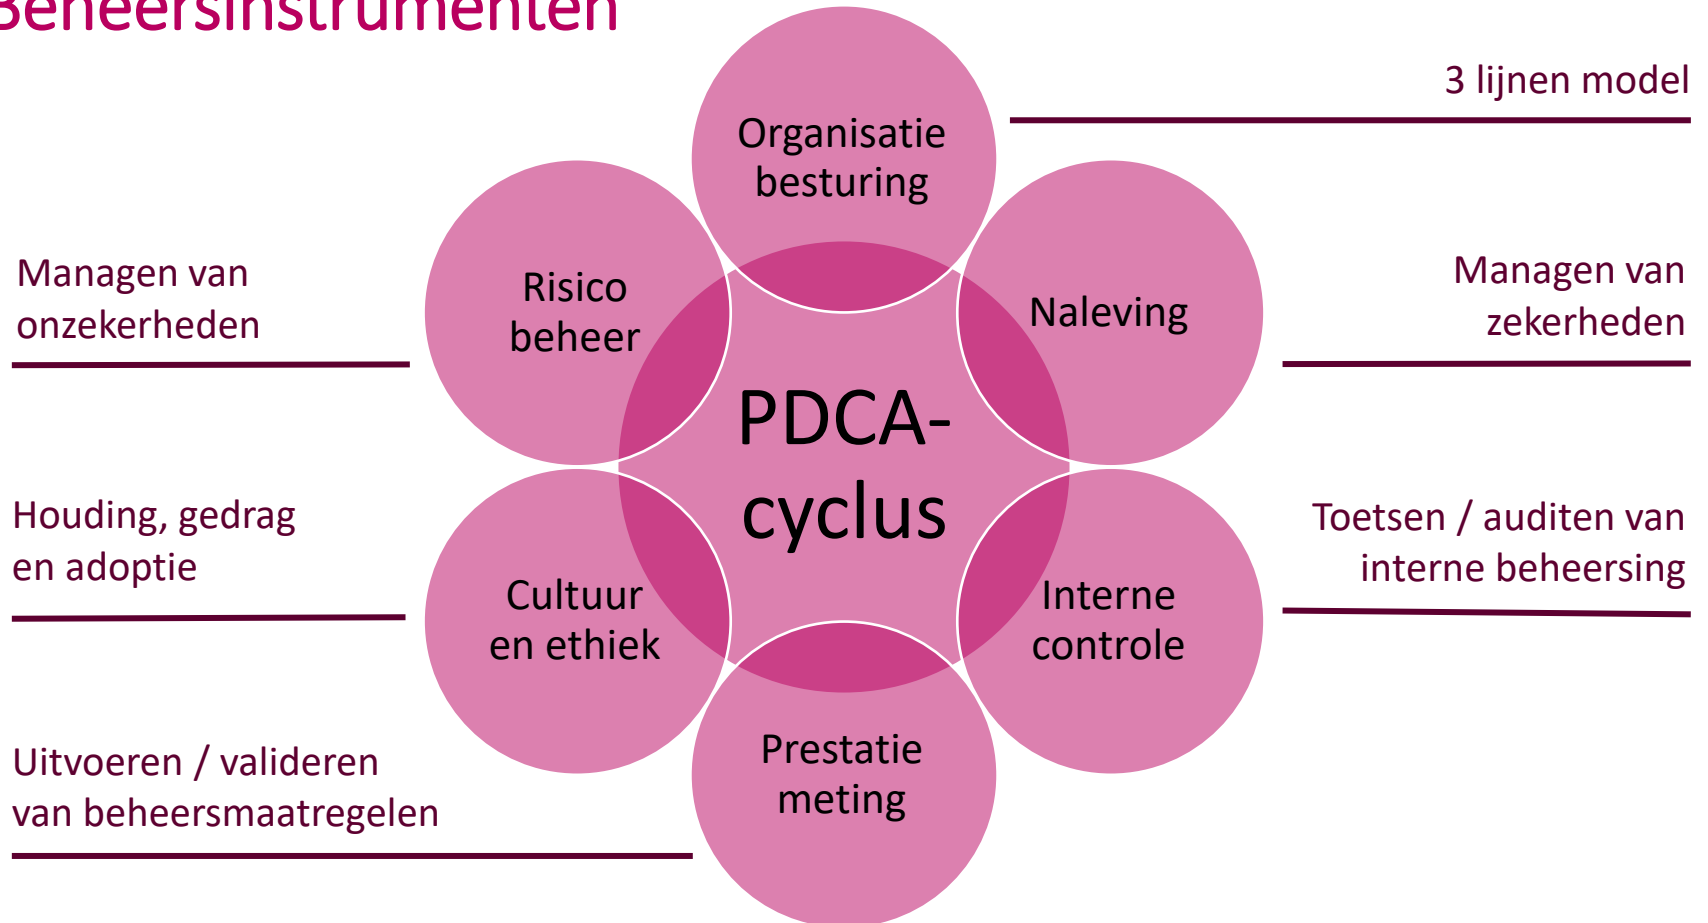 Beheersinstrumenten
3 lijnen model
Organisatie
besturing
Managen van
onzekerheden
Risico
beheer
Naleving
Managen van
zekerheden
PDCA-
cyclus
Houding, gedrag
en adoptie
Cultuur
en ethiek
Interne
controle
Toetsen / auditen van
interne beheersing
Uitvoeren / valideren
van beheersmaatregelen
Prestatie
meting